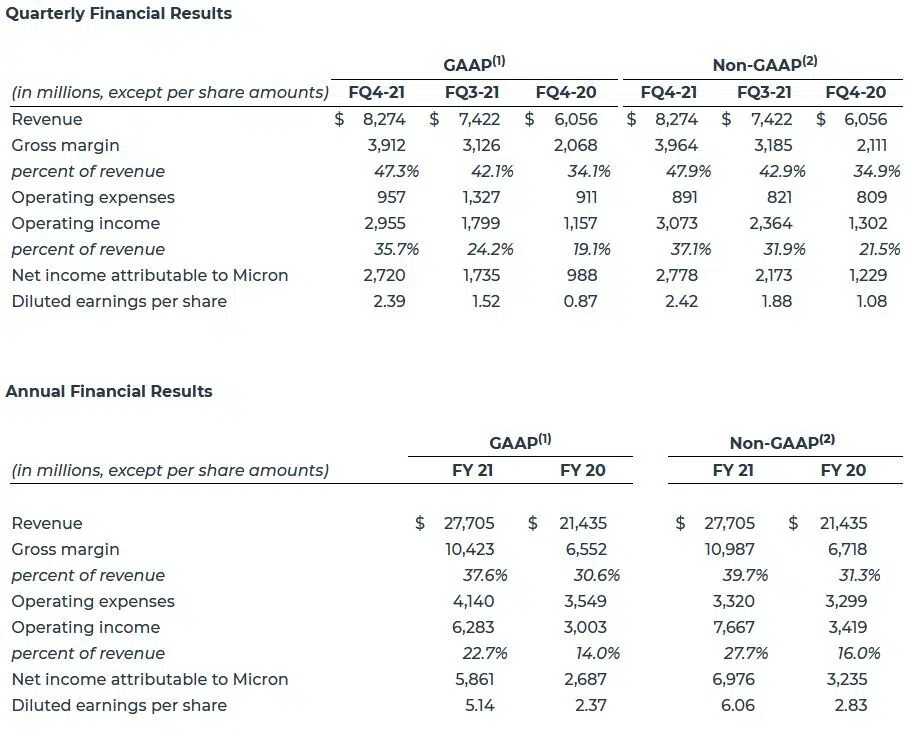 Quarterly Financial Results
GAAP(1) Non-GAAP(2)
(in millions, except per share amounts) FQ4-21 FQ3-21 FQ4-20 FQ4-21 FQ3-21 FQ4-20
Revenue $ 8,274 $ 7,422 $ 6,056 $ 8,274 $ 7,422 $ 6,056
Gross margin 3,912 3,126 2,068 3,964 3,185 2,111
percent of revenue 47.3% 42.1% 34.1% 47.9% 42.9% 34.9%
Operating expenses 957 1,327 911 891 821 809
Operating income 2,955 1,799 1,157 3,073 2,364 1,302
percent of revenue 35.7% 24.2% 19.1% 37.1% 31.9% 21.5%
Net income attributable to Micron 2,720 1,735 988 2,778 2,173 1,229
Diluted earnings per share 2.39 1.52 0.87 2.42 1.88 1.08
Annual Financial Results
GAAP(1) Non-GAAP(2)
(in millions, except per share amounts) FY 21 FY 20 FY 21 FY 20
Revenue $ 27,705 $ 21,435 $ 27,705 $ 21,435
Gross margin 10,423 6,552 10,987 6,718
percent of revenue 37.6% 30.6% 39.7% 31.3%
Operating expenses 4,140 3,549 3,320 3,299
Operating income 6,283 3,003 7,667 3,419
percent of revenue 22.7% 14.0% 27.7% 16.0%
Net income attributable to Micron 5,861 2,687 6,976 3,235
Diluted earnings per share 5.14 2.37 6.06 2.83